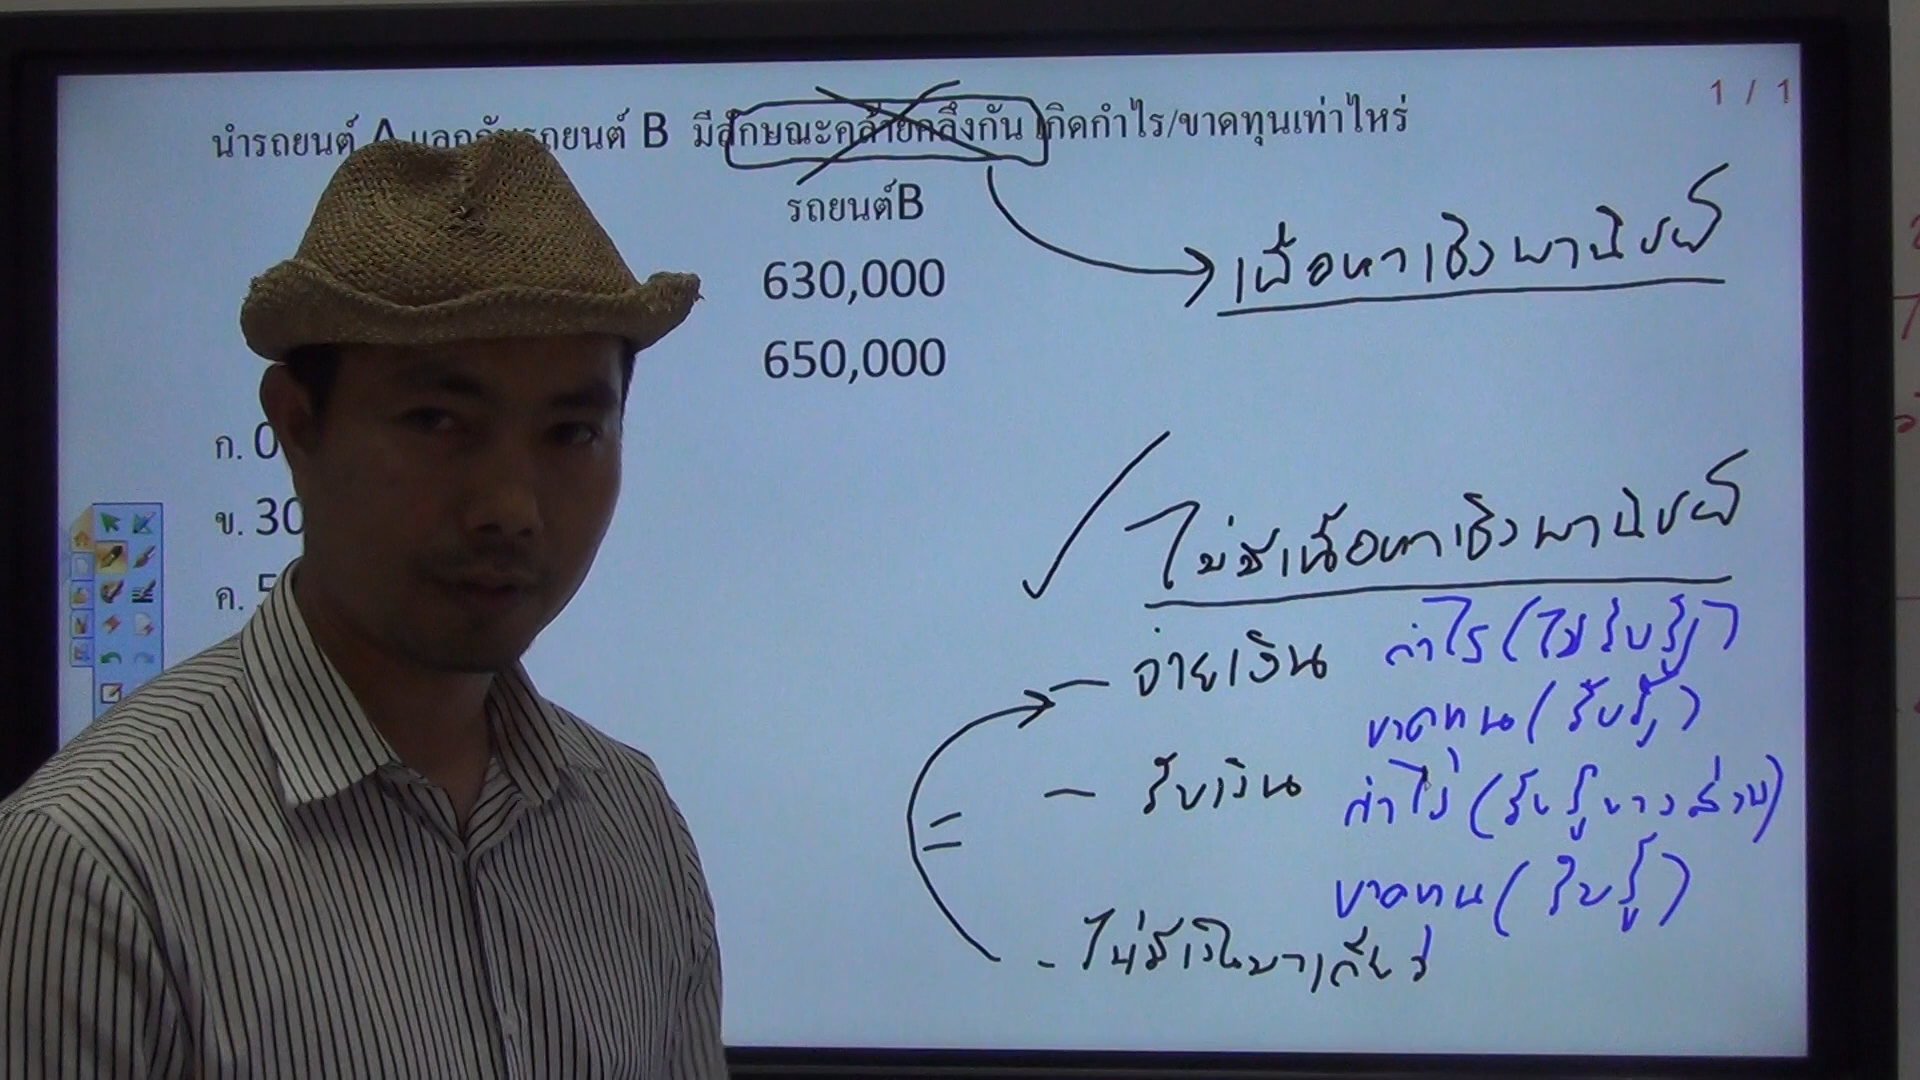 1 / 1
นำรถยนต์ A แลกกับรถยนต์ B มีลักษณะคล้ายคลึงกัน เกิดกำไร/ขาดทุนเท่าไหร่
รถยนต์B
630,000
650,000
เนื้อหาเชิงพาณิชย์
ก. 0
ข. 30
ค. 5
ไม่มีเนื้อหาเชิงพาณิชย์
– จ่ายเงิน กำไร (ไม่รับรู้)
ขาดทุน (รับรู้)
– รับเงิน กำไร (รับรู้บางส่วน)
ขาดทุน (รับรู้)
=
- ไม่มีเงินมาเกี่ยว